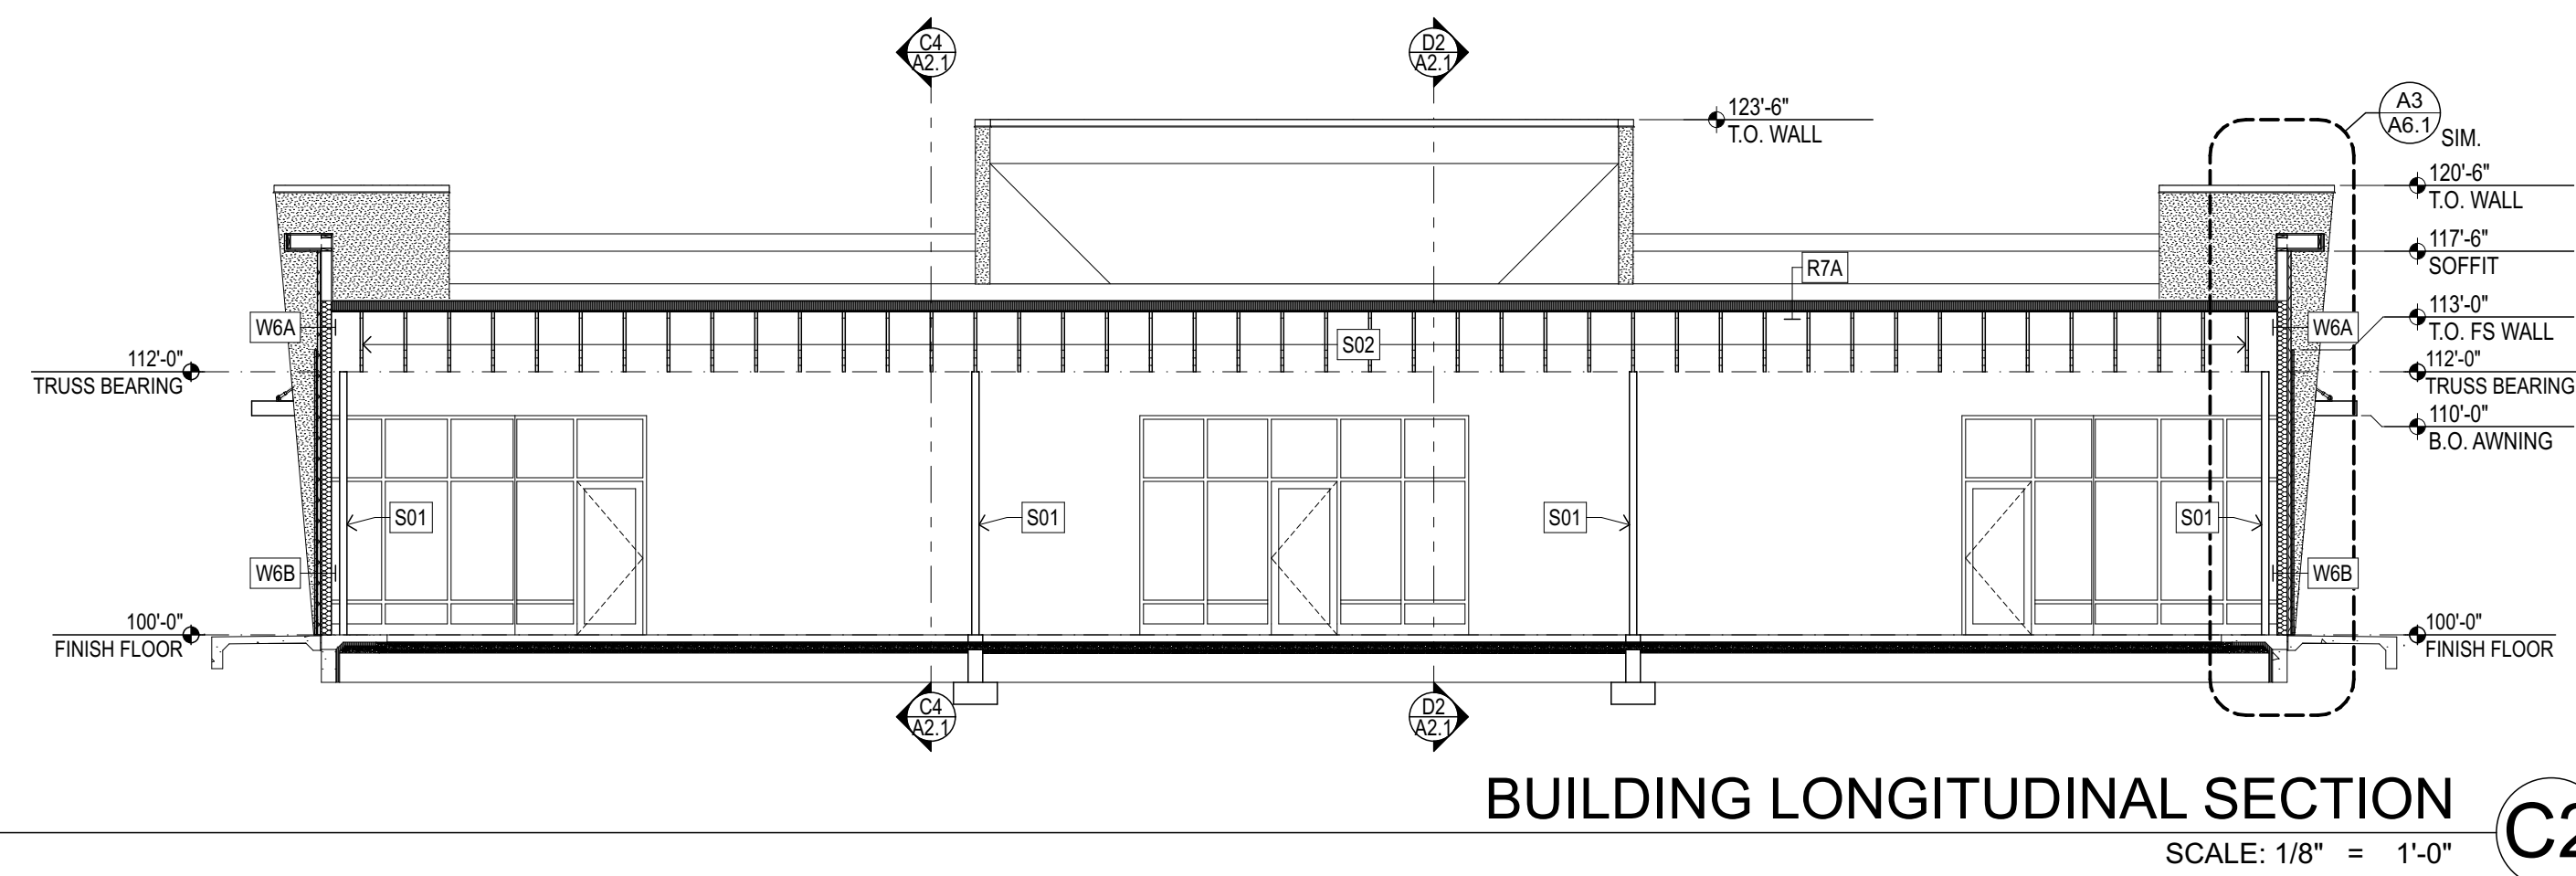 C4
A2.1
D2
A2.1
A3
A6.1
SIM.
123'-6"
T.O. WALL
120'-6"
T.O. WALL
117'-6"
SOFFIT
R7A
113'-0"
T.O. FS WALL
W6A
W6A
S02
112'-0"
TRUSS BEARING
112'-0"
TRUSS BEARING
110'-0"
B.O. AWNING
S01
S01
S01
S01
W6B
W6B
100'-0"
FINISH FLOOR
100'-0"
FINISH FLOOR
C4
A2.1
D2
A2.1
BUILDING LONGITUDINAL SECTION
C2
SCALE: 1/8" = 1'-0"